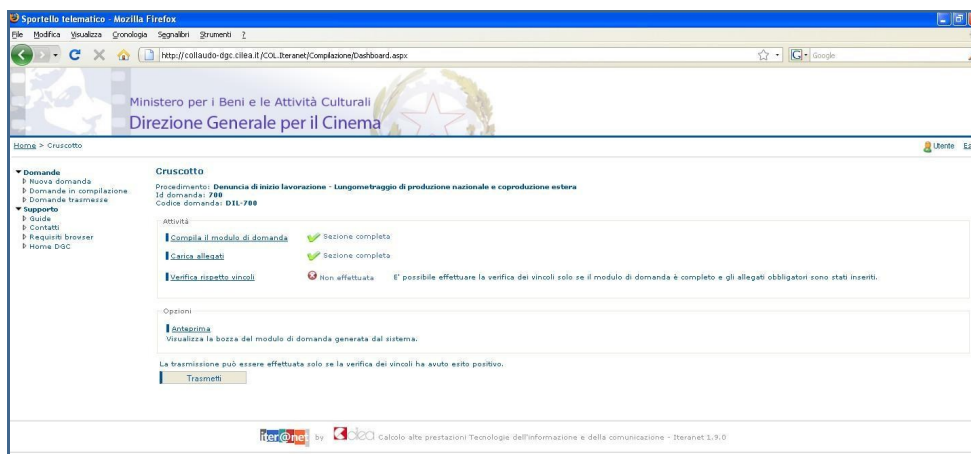 Sportello telematico - Mozilla Firefox
File Modifica Visualizza Cronologia Segnalibri Strumenti ?
http://collaudo-dgc.cilea.it/COL.Iteranet/Compilazione/Dashboard.aspx
G Google
Ministero per i Beni e le Attività Culturali
Direzione Generale per il Cinema
Home > Cruscotto
Utente
Domande
Nuova domanda
Domande in compilazione
Domande trasmesse
Supporto
Guide
Contatti
Requisiti browser
Home DGC
Cruscotto
Procedimento: Denuncia di inizio lavorazione - Lungometraggio di produzione nazionale e coproduzione estera
Id domanda: 700
Codice domanda: DIL-700
Attività
Compila il modulo di domanda Sezione completa
Carica allegati Sezione completa
Verifica rispetto vincoli Non effettuata E' possibile effettuare la verifica dei vincoli solo se il modulo di domanda è completo e gli allegati obbligatori sono stati inseriti.
Opzioni
Anteprima
Visualizza la bozza del modulo di domanda generata dal sistema.
La trasmissione può essere effettuata solo se la verifica dei vincoli ha avuto esito positivo.
Trasmetti
iter@net by cilea Calcolo alte prestazioni Tecnologie dell'informazione e della comunicazione - Iteranet 1.9.0